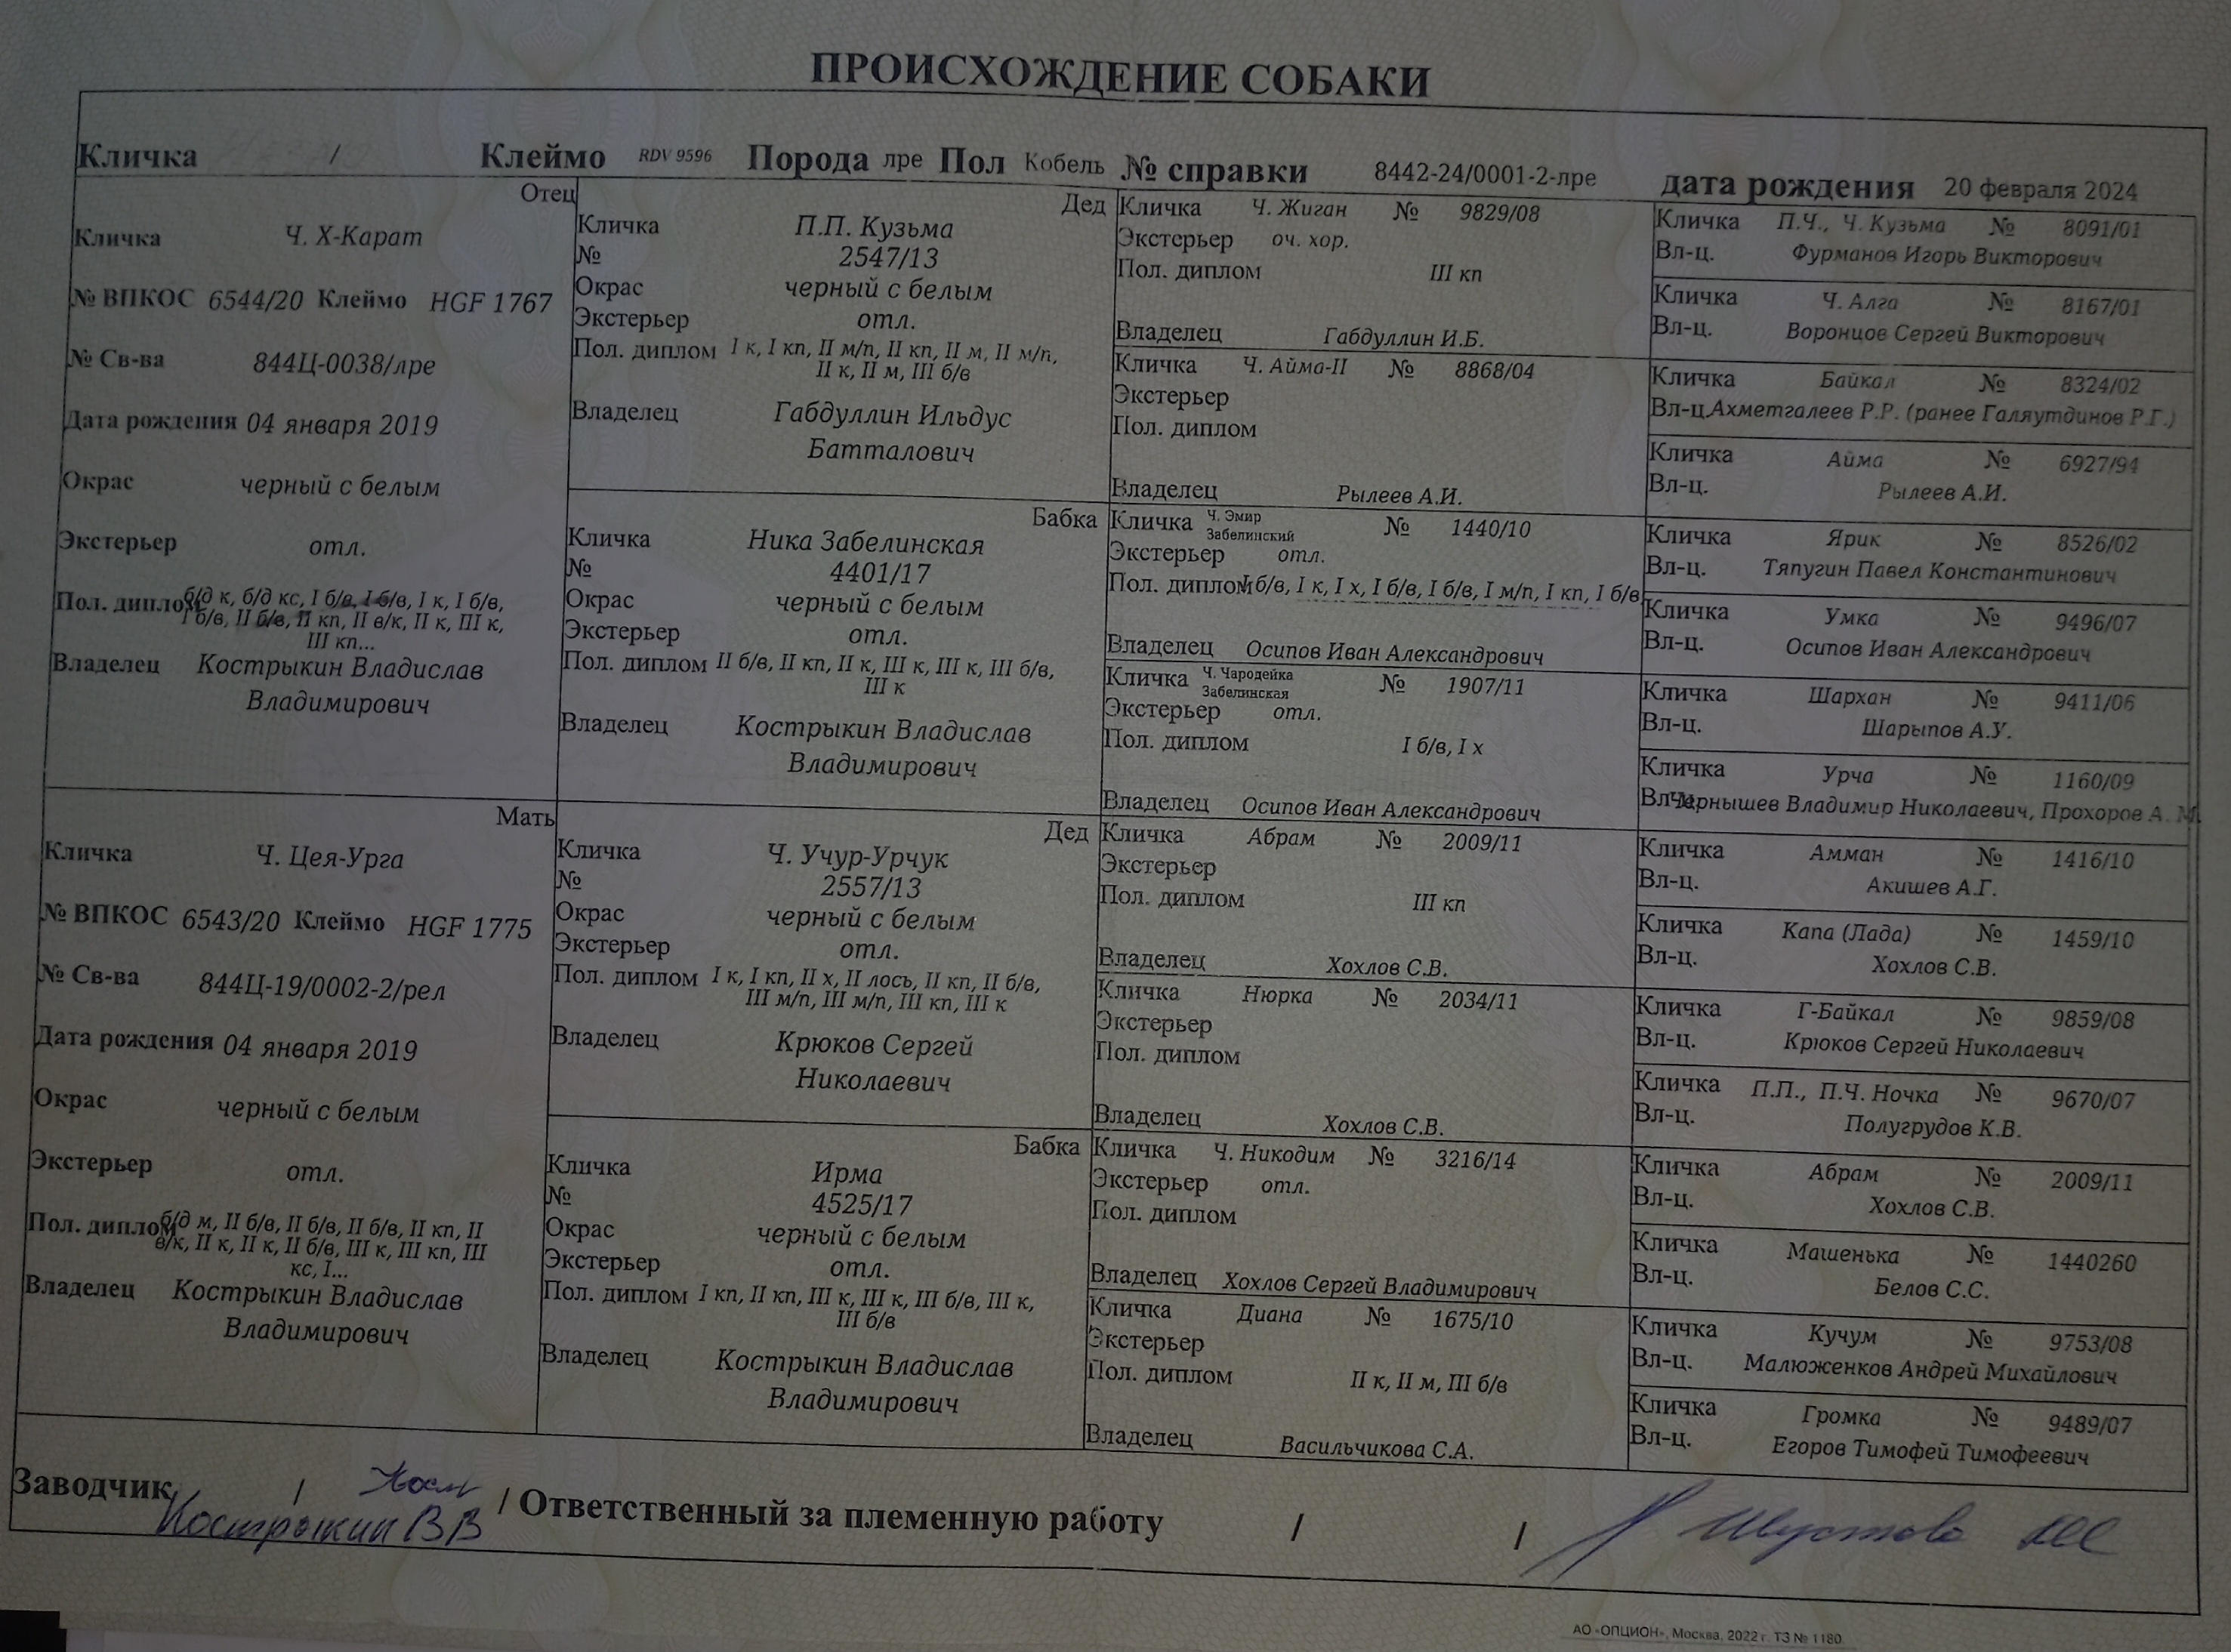 ПРОИСХОЖДЕНИЕ СОБАКИ
Кличка / Клеймо RDV 9596 Порода лре Пол Кобель № справки 8442-24/0001-2-лре дата рождения 20 февраля 2024
Отец
Кличка Ч. Х-Карат
№ ВПКОС 6544/20 Клеймо HGF 1767
№ Св-ва 844Ц-0038/лре
Дата рождения 04 января 2019
Окрас черный с белым
Экстерьер отл.
Пол. диплом б/д к, б/д кс, I б/в, I б/в, I к, I б/в,
I б/в, II б/в, II кп, II в/к, II к, III к,
III кп...
Владелец Кострыкин Владислав
Владимирович
Мать
Кличка Ч. Цея-Урга
№ ВПКОС 6543/20 Клеймо HGF 1775
№ Св-ва 844Ц-19/0002-2/рел
Дата рождения 04 января 2019
Окрас черный с белым
Экстерьер отл.
Пол. диплом б/д м, II б/в, II б/в, II б/в, II кп, II
в/к, II к, II к, II б/в, III к, III кп, III
кс, I...
Владелец Кострыкин Владислав
Владимирович
Дед
Кличка П.П. Кузьма
№ 2547/13
Окрас черный с белым
Экстерьер отл.
Пол. диплом I к, I кп, II м/п, II кп, II м, II м/п,
II к, II м, III б/в
Владелец Габдуллин Ильдус
Батталович
Бабка
Кличка Ника Забелинская
№ 4401/17
Окрас черный с белым
Экстерьер отл.
Пол. диплом II б/в, II кп, II к, III к, III к, III б/в,
III к
Владелец Кострыкин Владислав
Владимирович
Дед
Кличка Ч. Учур-Урчук
№ 2557/13
Окрас черный с белым
Экстерьер отл.
Пол. диплом I к, I кп, II х, II лось, II кп, II б/в,
III м/п, III м/п, III кп, III к
Владелец Крюков Сергей
Николаевич
Бабка
Кличка Ирма
№ 4525/17
Окрас черный с белым
Экстерьер отл.
Пол. диплом I кп, II кп, III к, III к, III б/в, III к,
III б/в
Владелец Кострыкин Владислав
Владимирович
Кличка Ч. Жиган № 9829/08
Экстерьер оч. хор.
Пол. диплом III кп
Владелец Габдуллин И.Б.
Кличка Ч. Айма-II № 8868/04
Экстерьер
Пол. диплом
Владелец Рылеев А.И.
Кличка Ч. Эмир
Забелинский № 1440/10
Экстерьер отл.
Пол. диплом I б/в, I к, I х, I б/в, I б/в, I м/п, I кп, I б/в,
Владелец Осипов Иван Александрович
Кличка Ч. Чародейка
Забелинская № 1907/11
Экстерьер отл.
Пол. диплом I б/в, I х
Владелец Осипов Иван Александрович
Кличка Абрам № 2009/11
Экстерьер
Пол. диплом III кп
Владелец Хохлов С.В.
Кличка Нюрка № 2034/11
Экстерьер
Пол. диплом
Владелец Хохлов С.В.
Кличка Ч. Никодим № 3216/14
Экстерьер отл.
Пол. диплом
Владелец Хохлов Сергей Владимирович
Кличка Диана № 1675/10
Экстерьер
Пол. диплом II к, II м, III б/в
Владелец Васильчикова С.А.
Кличка П.Ч., Ч. Кузьма № 8091/01
Вл-ц. Фурманов Игорь Викторович
Кличка Ч. Алга № 8167/01
Вл-ц. Воронцов Сергей Викторович
Кличка Байкал № 8324/02
Вл-ц. Ахметгалеев Р.Р. (ранее Галяутдинов Р.Г.)
Кличка Айма № 6927/94
Вл-ц. Рылеев А.И.
Кличка Ярик № 8526/02
Вл-ц. Тяпугин Павел Константинович
Кличка Умка № 9496/07
Вл-ц. Осипов Иван Александрович
Кличка Шархан № 9411/06
Вл-ц. Шарыпов А.У.
Кличка Урча № 1160/09
Вл-ц. Чернышев Владимир Николаевич, Прохоров А. М.
Кличка Амман № 1416/10
Вл-ц. Акишев А.Г.
Кличка Капа (Лада) № 1459/10
Вл-ц. Хохлов С.В.
Кличка Г-Байкал № 9859/08
Вл-ц. Крюков Сергей Николаевич
Кличка П.П., П.Ч. Ночка № 9670/07
Вл-ц. Полугрудов К.В.
Кличка Абрам № 2009/11
Вл-ц. Хохлов С.В.
Кличка Машенька № 1440260
Вл-ц. Белов С.С.
Кличка Кучум № 9753/08
Вл-ц. Малюженков Андрей Михайлович
Кличка Громка № 9489/07
Вл-ц. Егоров Тимофей Тимофеевич
Заводчик / / Ответственный за племенную работу / /
Кострыкин ВВ
АО «ОПЦИОН», Москва, 2022 г. ТЗ № 1180